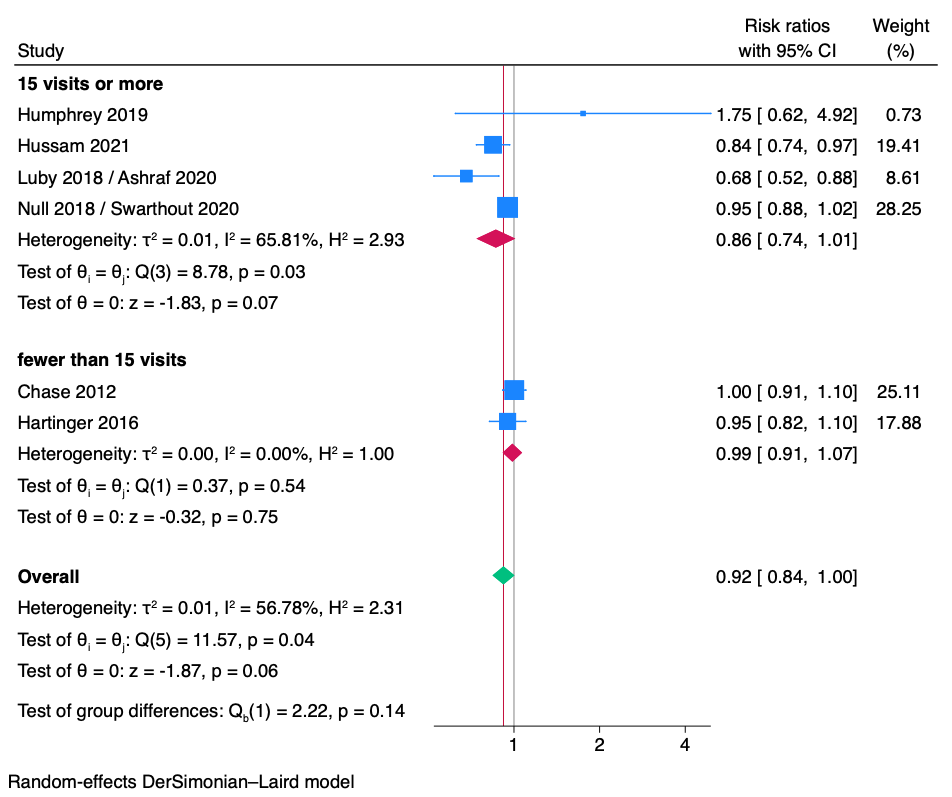 Risk ratios Weight
Study with 95% CI (%)
15 visits or more
Humphrey 2019 1.75 [ 0.62, 4.92] 0.73
Hussam 2021 0.84 [ 0.74, 0.97] 19.41
Luby 2018 / Ashraf 2020 0.68 [ 0.52, 0.88] 8.61
Null 2018 / Swarthout 2020 0.95 [ 0.88, 1.02] 28.25
Heterogeneity: τ² = 0.01, I² = 65.81%, H² = 2.93 0.86 [ 0.74, 1.01]
Test of θᵢ = θⱼ: Q(3) = 8.78, p = 0.03
Test of θ = 0: z = -1.83, p = 0.07
fewer than 15 visits
Chase 2012 1.00 [ 0.91, 1.10] 25.11
Hartinger 2016 0.95 [ 0.82, 1.10] 17.88
Heterogeneity: τ² = 0.00, I² = 0.00%, H² = 1.00 0.99 [ 0.91, 1.07]
Test of θᵢ = θⱼ: Q(1) = 0.37, p = 0.54
Test of θ = 0: z = -0.32, p = 0.75
Overall 0.92 [ 0.84, 1.00]
Heterogeneity: τ² = 0.01, I² = 56.78%, H² = 2.31
Test of θᵢ = θⱼ: Q(5) = 11.57, p = 0.04
Test of θ = 0: z = -1.87, p = 0.06
Test of group differences: Q_b(1) = 2.22, p = 0.14
1 2 4
Random-effects DerSimonian–Laird model